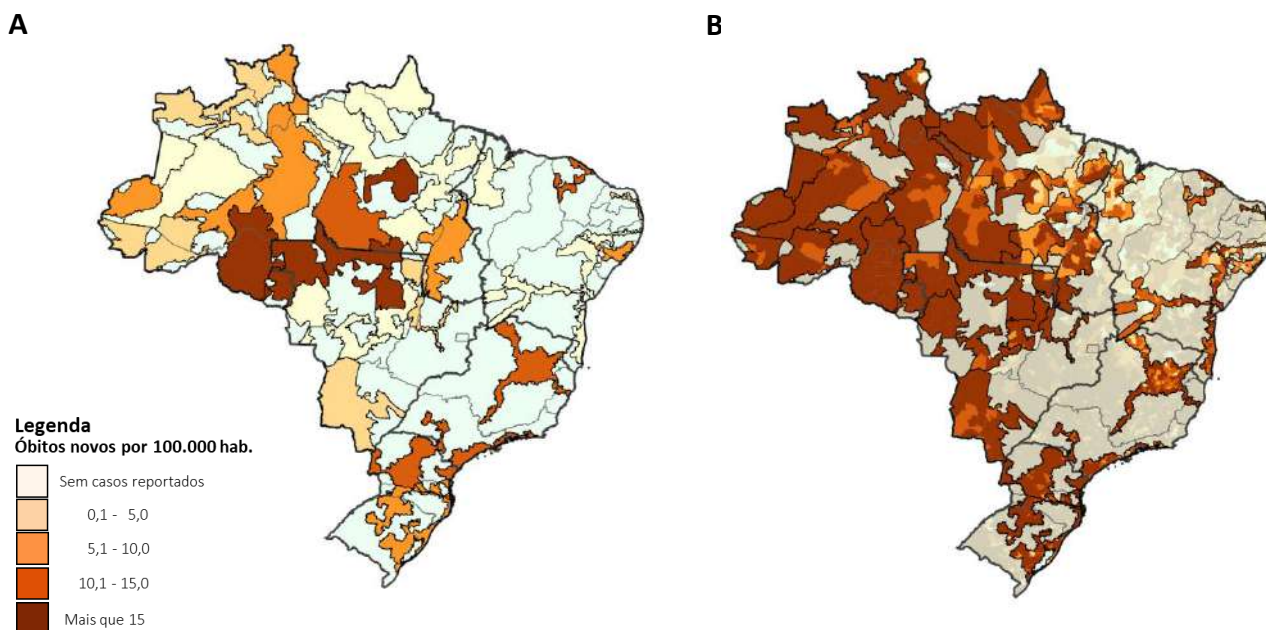 A
B
Legenda
Óbitos novos por 100.000 hab.
Sem casos reportados
0,1 - 5,0
5,1 - 10,0
10,1 - 15,0
Mais que 15